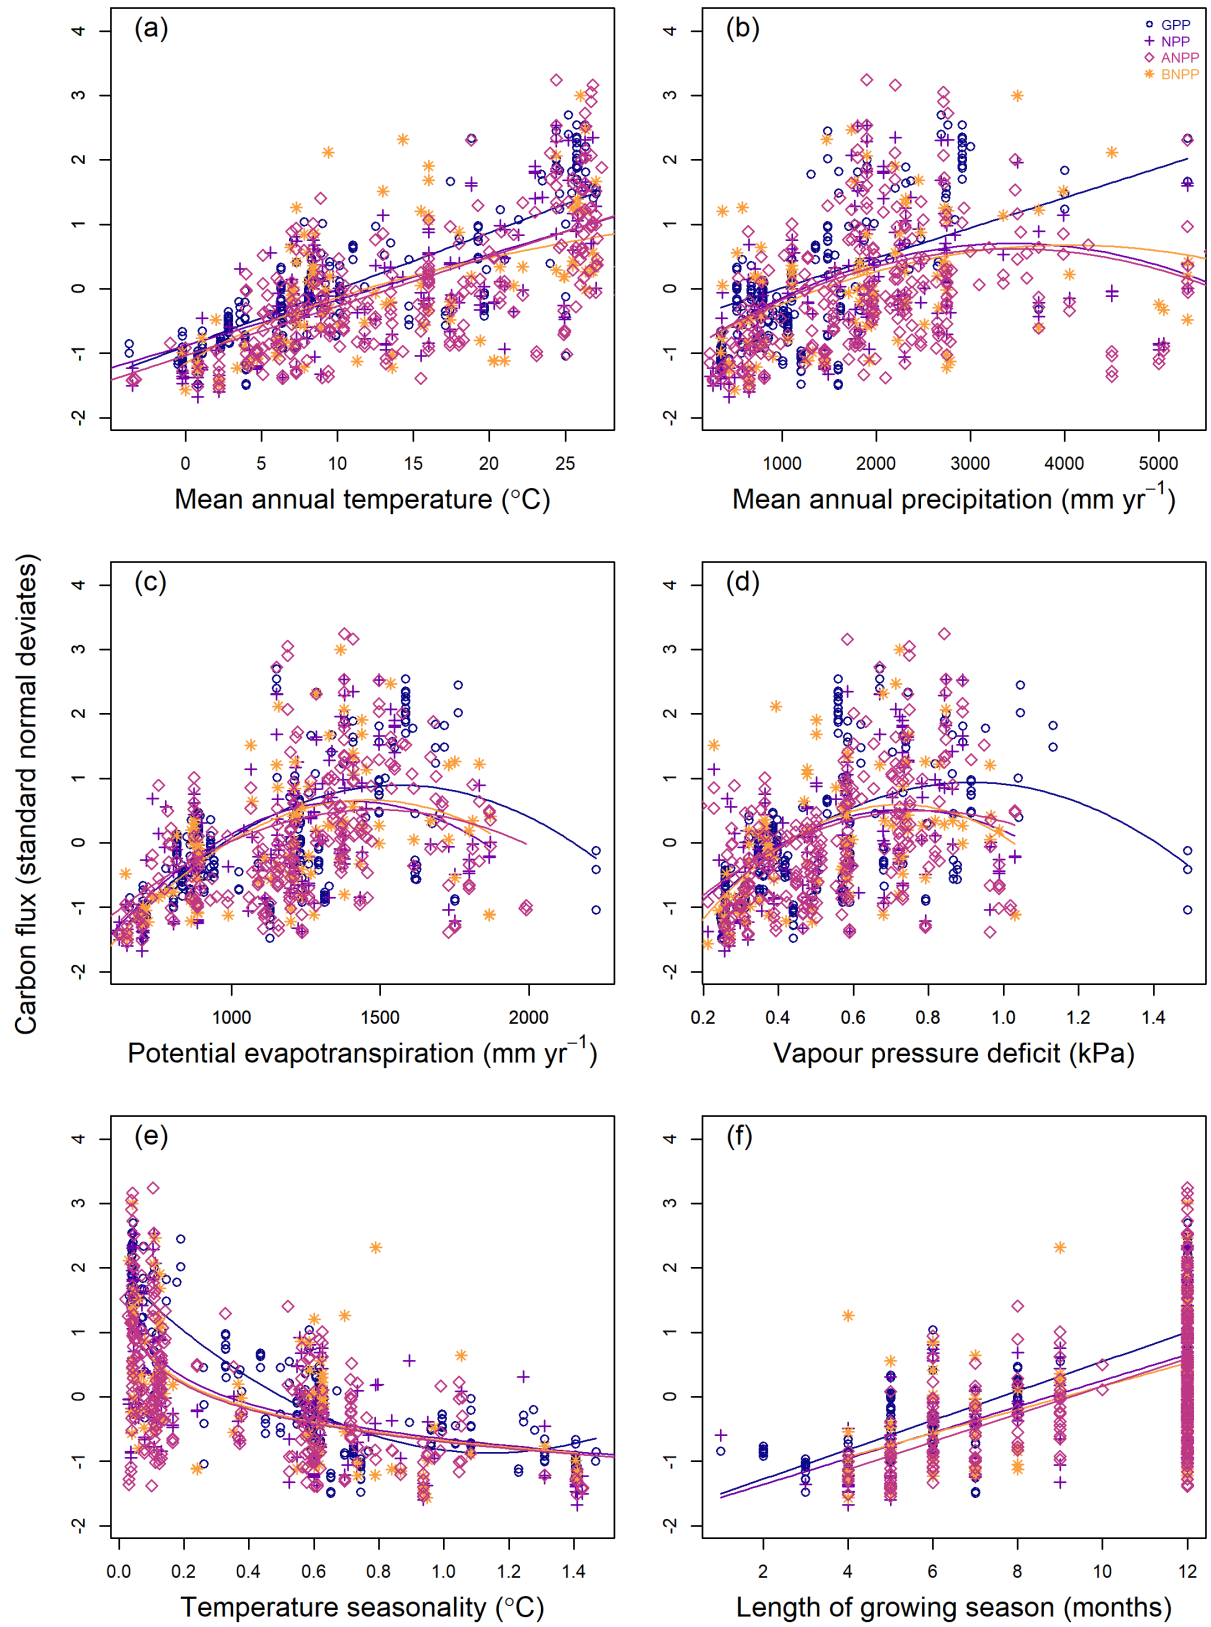 (a)
4
3
2
1
0
-1
-2
0 5 10 15 20 25
Mean annual temperature (°C)
(b)
GPP
NPP
ANPP
BNPP
4
3
2
1
0
-1
-2
1000 2000 3000 4000 5000
Mean annual precipitation (mm yr⁻¹)
Carbon flux (standard normal deviates)
(c)
4
3
2
1
0
-1
-2
1000 1500 2000
Potential evapotranspiration (mm yr⁻¹)
(d)
4
3
2
1
0
-1
-2
0.2 0.4 0.6 0.8 1.0 1.2 1.4
Vapour pressure deficit (kPa)
(e)
4
3
2
1
0
-1
-2
0.0 0.2 0.4 0.6 0.8 1.0 1.2 1.4
Temperature seasonality (°C)
(f)
4
3
2
1
0
-1
-2
2 4 6 8 10 12
Length of growing season (months)